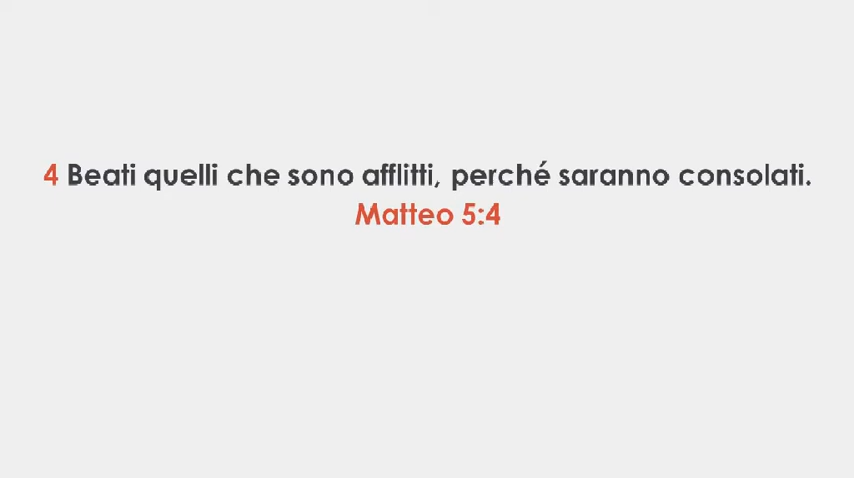 4 Beati quelli che sono afflitti, perché saranno consolati.
Matteo 5:4